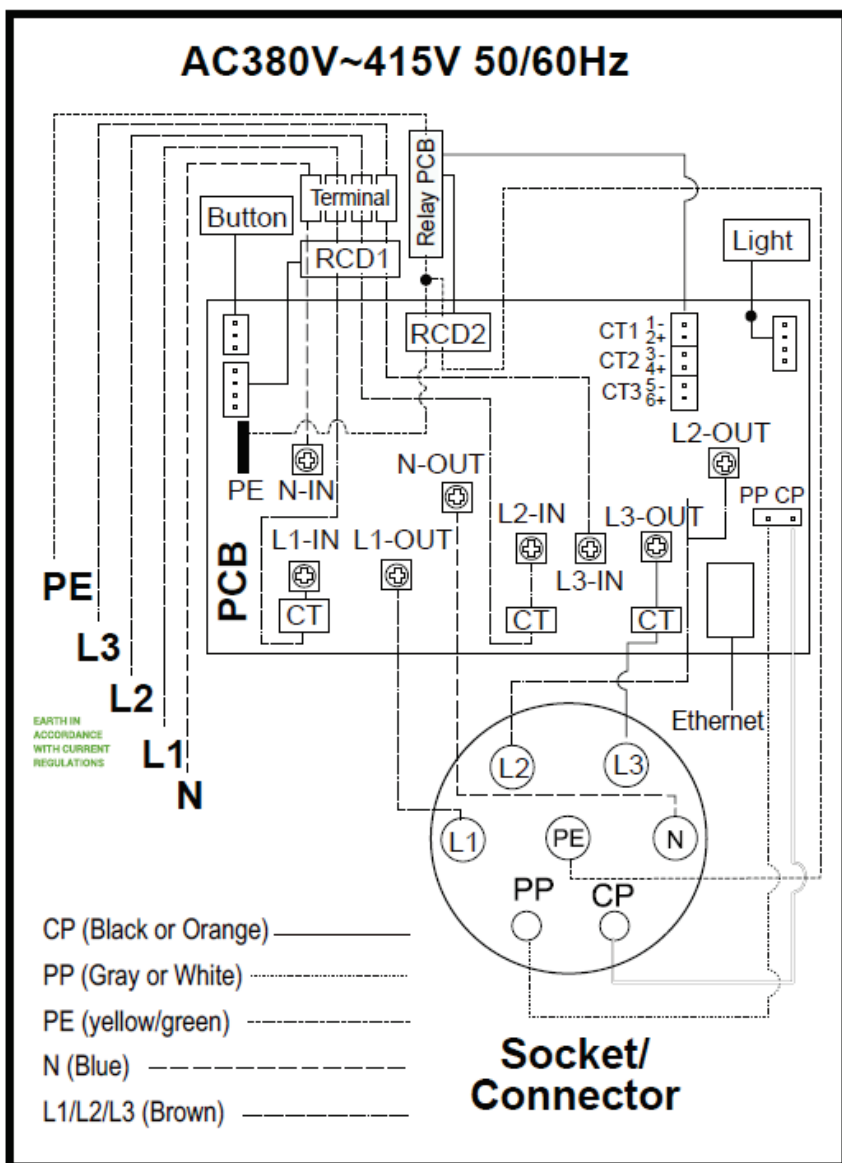 AC380V~415V 50/60Hz
Relay PCB
Terminal
Button
Light
RCD1
RCD2
CT1 1-
2+
CT2 3-
4+
CT3 5-
6+
L2-OUT
N-OUT
PE N-IN
PP CP
L2-IN
L3-OUT
L1-IN
L1-OUT
L3-IN
PCB
CT
CT
CT
PE
L3
L2
L1
N
EARTH IN
ACCORDANCE
WITH CURRENT
REGULATIONS
Ethernet
L2
L3
L1
PE
N
PP
CP
CP (Black or Orange)
PP (Gray or White)
PE (yellow/green)
N (Blue)
L1/L2/L3 (Brown)
Socket/
Connector